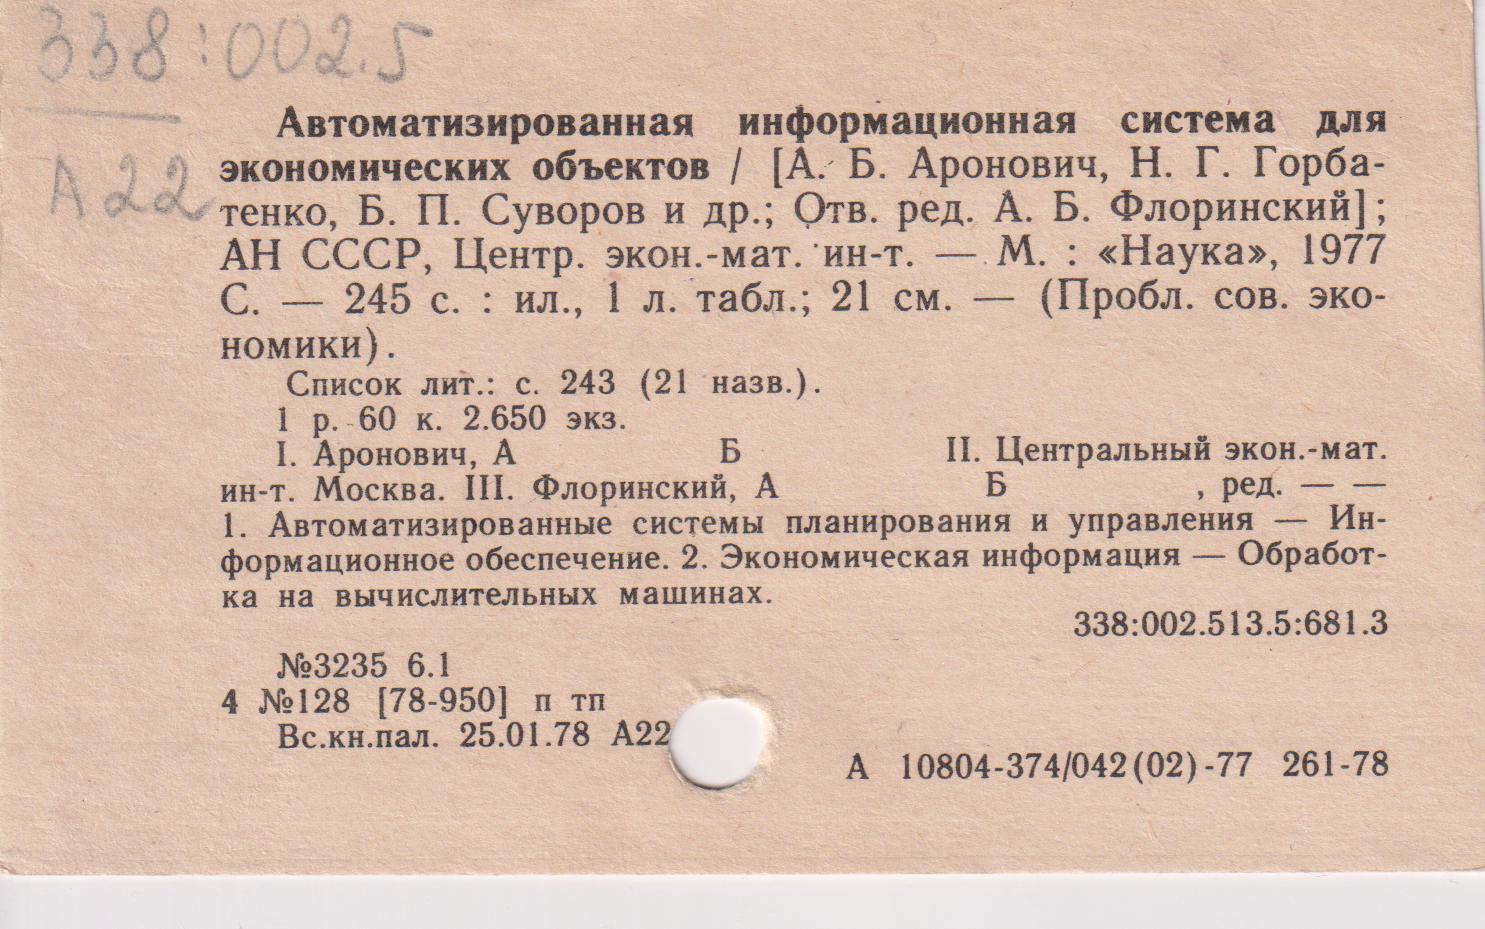 338:002.5
А22
Автоматизированная информационная система для
экономических объектов / [А. Б. Аронович, Н. Г. Горба-
тенко, Б. П. Суворов и др.; Отв. ред. А. Б. Флоринский];
АН СССР, Центр. экон.-мат. ин-т. — М. : «Наука», 1977
С. — 245 с. : ил., 1 л. табл.; 21 см. — (Пробл. сов. эко-
номики).
Список лит.: с. 243 (21 назв.).
1 р. 60 к. 2.650 экз.
I. Аронович, А Б II. Центральный экон.-мат.
ин-т. Москва. III. Флоринский, А Б , ред. — —
1. Автоматизированные системы планирования и управления — Ин-
формационное обеспечение. 2. Экономическая информация — Обработ-
ка на вычислительных машинах.
338:002.513.5:681.3
№3235 6.1
4 №128 [78-950] п тп
Вс.кн.пал. 25.01.78 А22
А 10804-374/042(02)-77 261-78